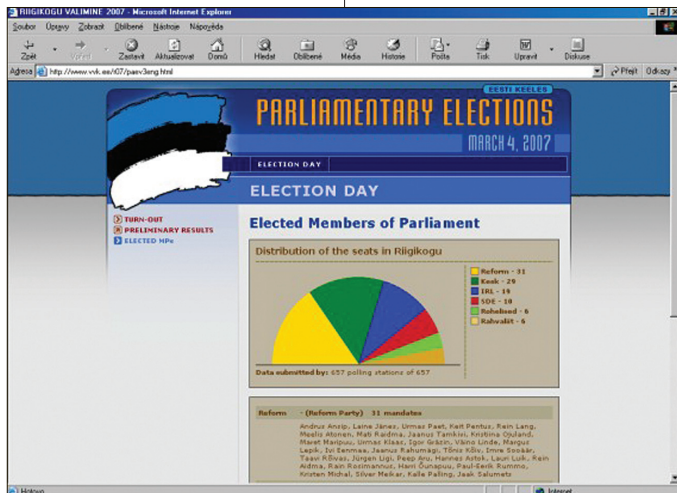 RIIGIKOGU VALIMINE 2007 - Microsoft Internet Explorer
Soubor Úpravy Zobrazit Oblíbené Nástroje Nápověda
Zpět Vpřed Zastavit Aktualizovat Domů Hledat Oblíbené Média Historie Pošta Tisk Upravit Diskuse
Adresa http://www.vvk.ee/r07/paev3eng.html Přejít Odkazy
EESTI KEELES
PARLIAMENTARY ELECTIONS
MARCH 4, 2007
ELECTION DAY
ELECTION DAY
TURN-OUT
PRELIMINARY RESULTS
ELECTED MPs
Elected Members of Parliament
Distribution of the seats in Riigikogu
Reform - 31
Kesk - 29
IRL - 19
SDE - 10
Rohelised - 6
Rahvaliit - 6
Data submitted by: 657 polling stations of 657
Reform - (Reform Party) 31 mandates
Andrus Ansip, Laine Jänes, Urmas Paet, Keit Pentus, Rein Lang,
Meelis Atonen, Mati Raidma, Jaanus Tamkivi, Kristiina Ojuland,
Maret Maripuu, Urmas Klaas, Igor Gräzin, Väino Linde, Margus
Lepik, Ivi Eenmaa, Jaanus Rahumägi, Tõnis Kõiv, Imre Sooäär,
Taavi Rõivas, Jürgen Ligi, Peep Aru, Hannes Astok, Lauri Luik, Rein
Aidma, Rain Rosimannus, Harri Õunapuu, Paul-Eerik Rummo,
Kristen Michal, Silver Meikar, Kalle Palling, Jaak Salumets
Hotovo Internet